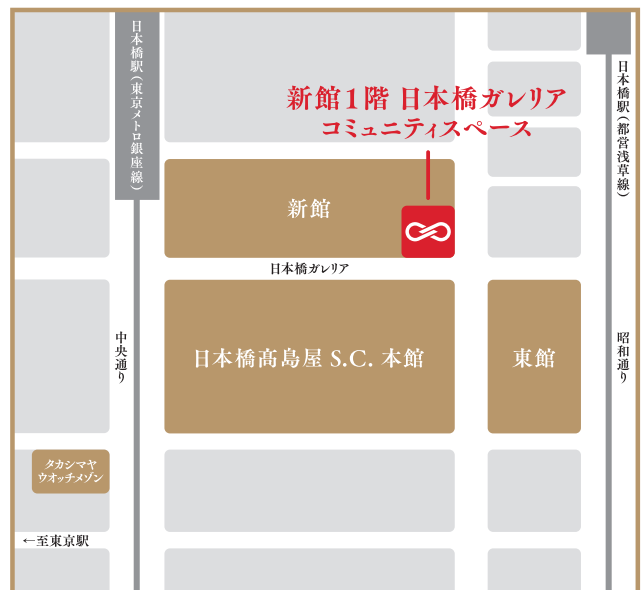 日本橋駅（東京メトロ銀座線）
日本橋駅（都営浅草線）
新館1階 日本橋ガレリア
コミュニティスペース
新館
日本橋ガレリア
中央通り
日本橋髙島屋 S.C. 本館
東館
昭和通り
タカシマヤ
ウオッチメゾン
←至東京駅